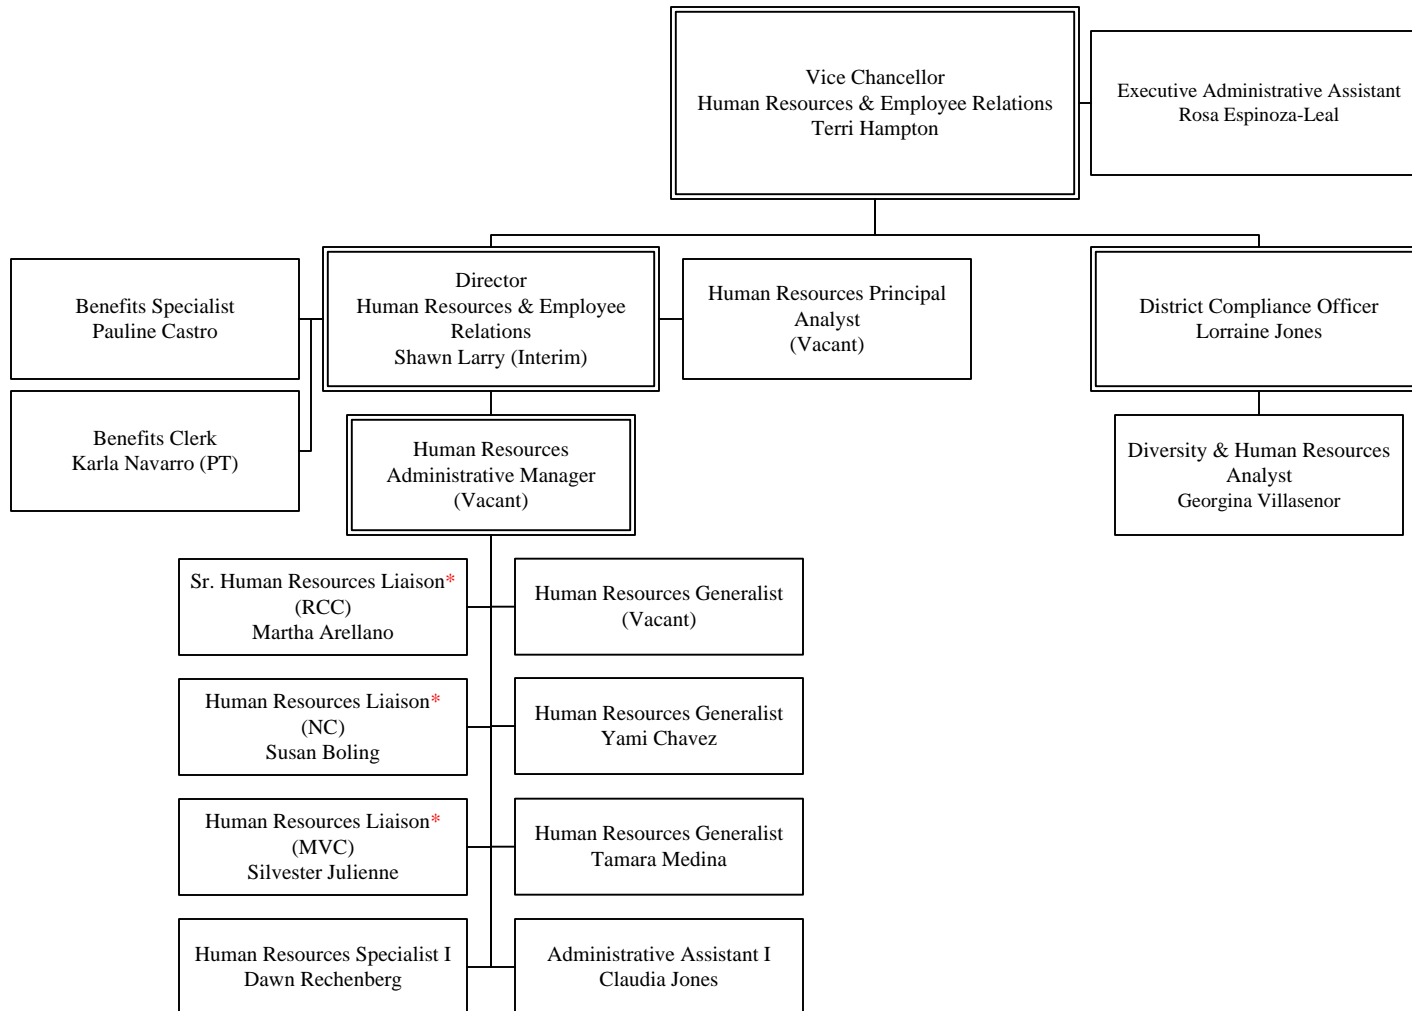 Vice Chancellor
Human Resources & Employee Relations
Terri Hampton
Executive Administrative Assistant
Rosa Espinoza-Leal
Benefits Specialist
Pauline Castro
Director
Human Resources & Employee
Relations
Shawn Larry (Interim)
Human Resources Principal
Analyst
(Vacant)
District Compliance Officer
Lorraine Jones
Benefits Clerk
Karla Navarro (PT)
Human Resources
Administrative Manager
(Vacant)
Diversity & Human Resources
Analyst
Georgina Villasenor
Sr. Human Resources Liaison*
(RCC)
Martha Arellano
Human Resources Generalist
(Vacant)
Human Resources Liaison*
(NC)
Susan Boling
Human Resources Generalist
Yami Chavez
Human Resources Liaison*
(MVC)
Silvester Julienne
Human Resources Generalist
Tamara Medina
Human Resources Specialist I
Dawn Rechenberg
Administrative Assistant I
Claudia Jones